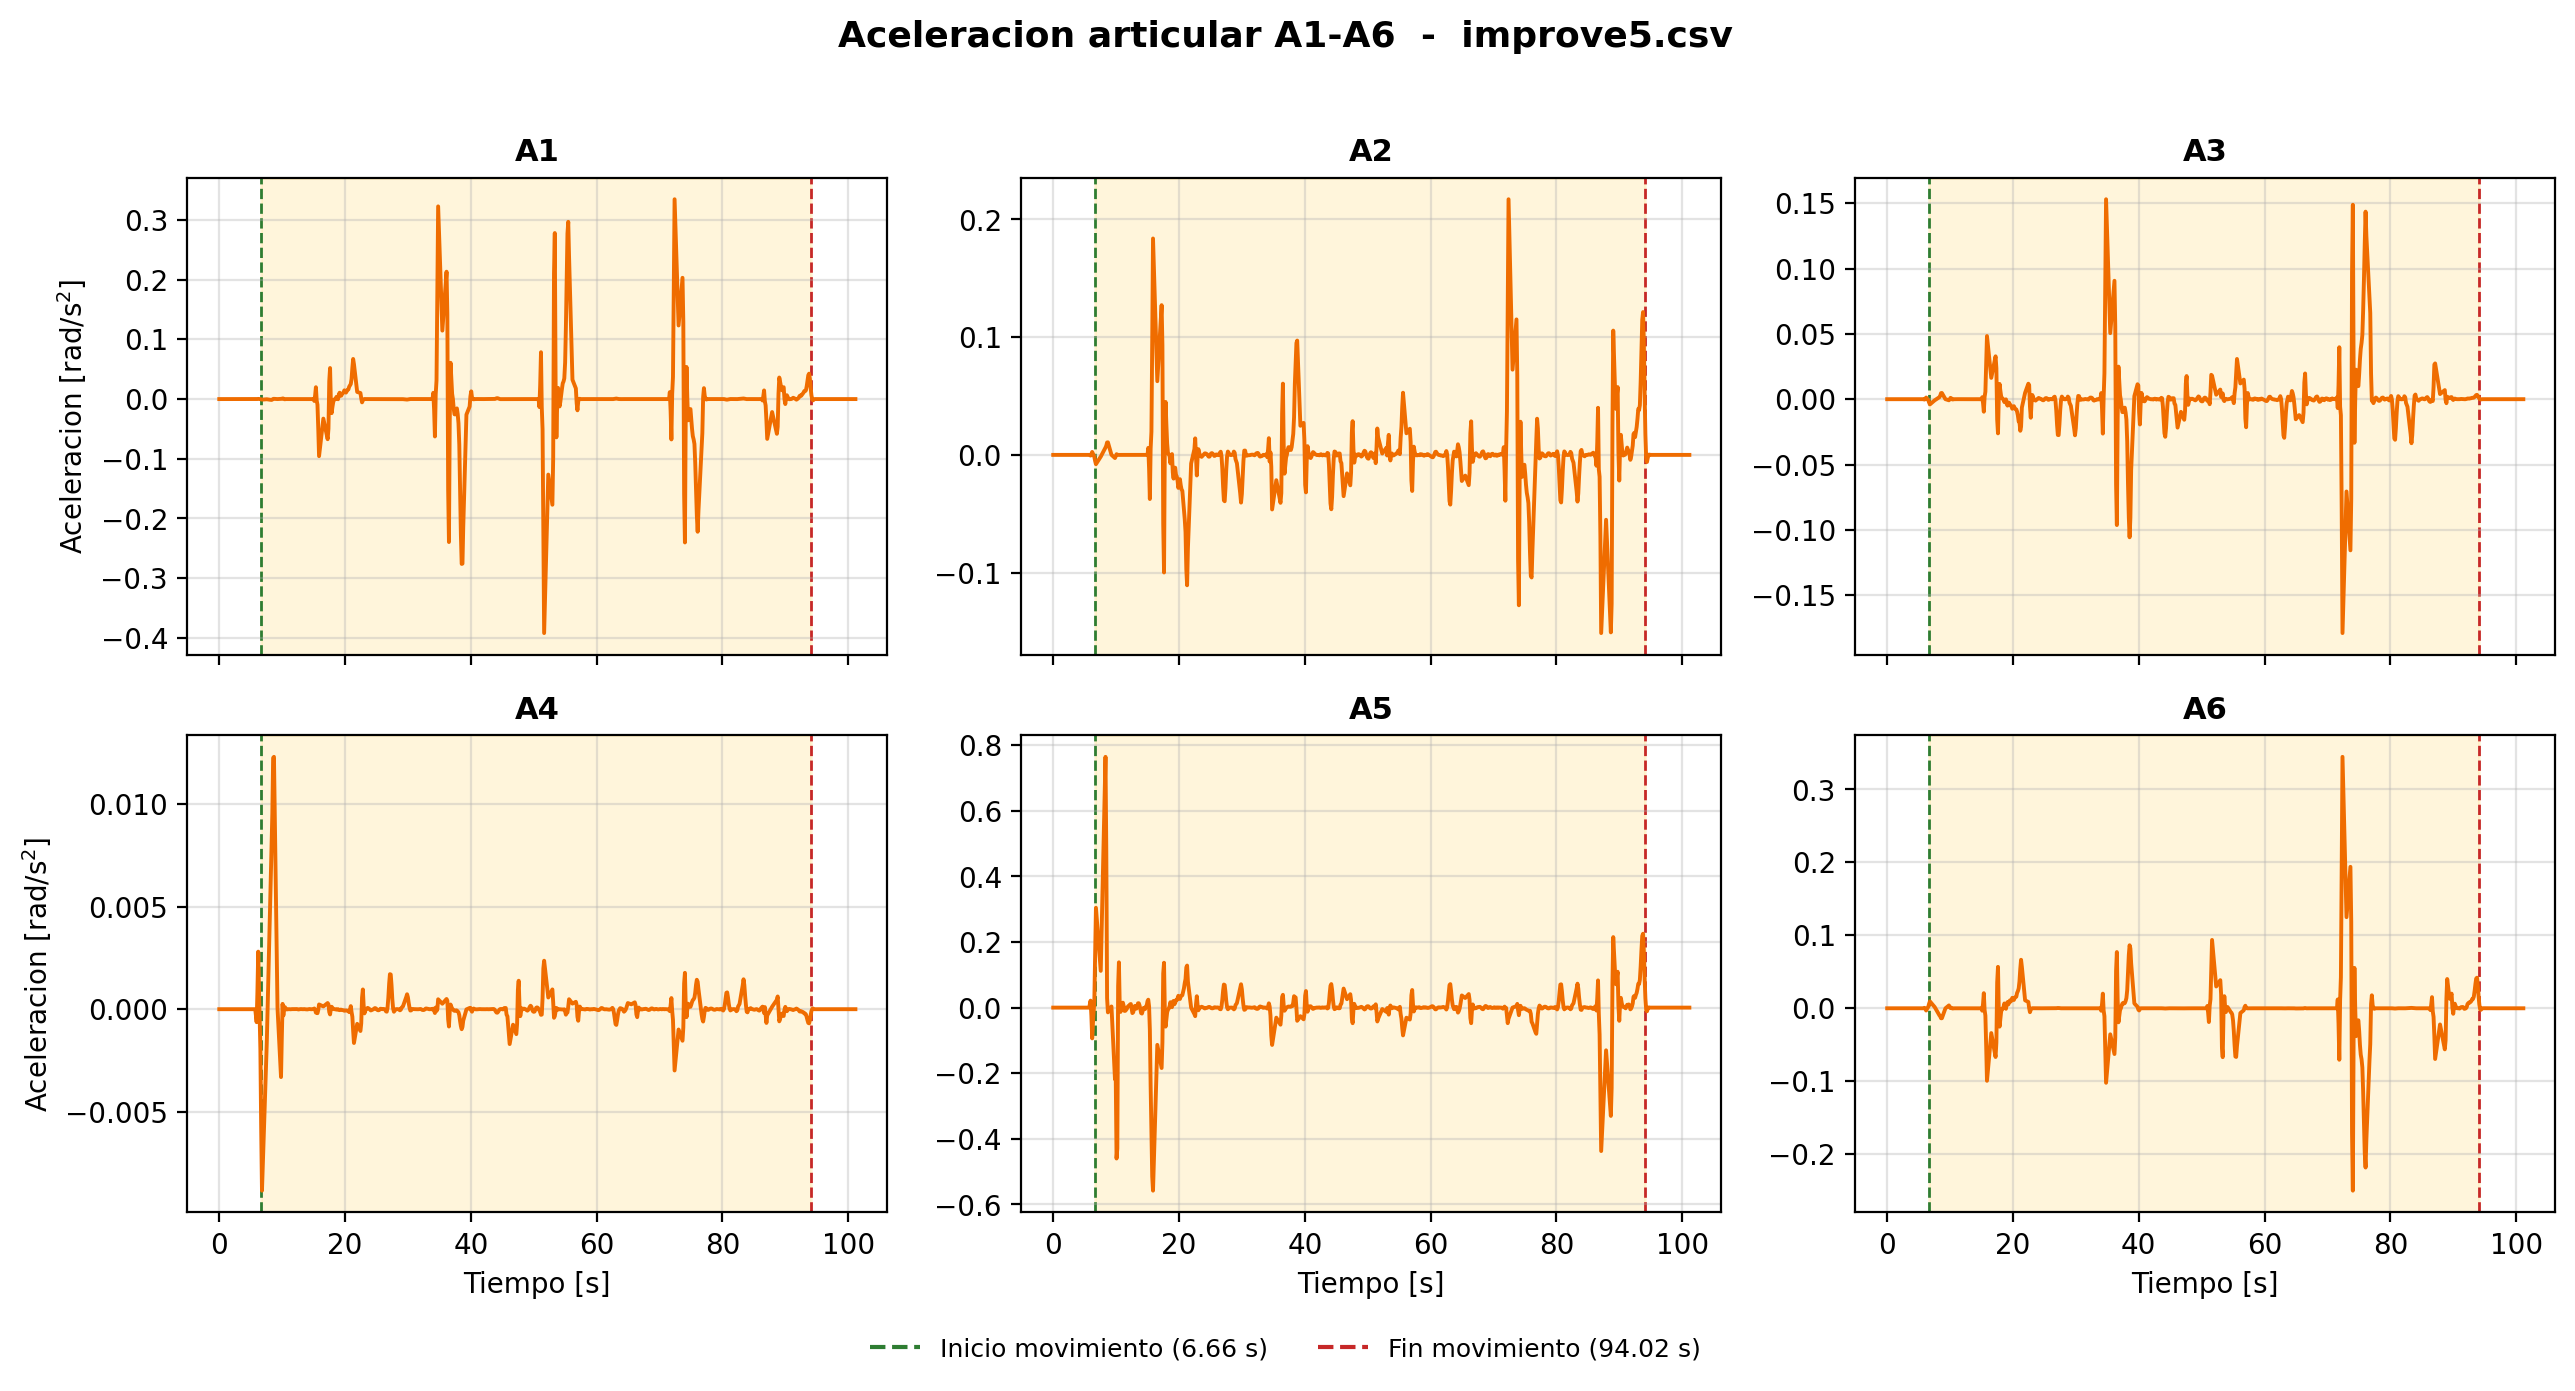 Aceleracion articular A1-A6 - improve5.csv
A1
A2
A3
Aceleracion [rad/s²]
0.3
0.2
0.1
0.0
−0.1
−0.2
−0.3
−0.4
0.2
0.1
0.0
−0.1
0.15
0.10
0.05
0.00
−0.05
−0.10
−0.15
A4
A5
A6
Aceleracion [rad/s²]
0.010
0.005
0.000
−0.005
0.8
0.6
0.4
0.2
0.0
−0.2
−0.4
−0.6
0.3
0.2
0.1
0.0
−0.1
−0.2
0 20 40 60 80 100
0 20 40 60 80 100
0 20 40 60 80 100
Tiempo [s]
Tiempo [s]
Tiempo [s]
Inicio movimiento (6.66 s)
Fin movimiento (94.02 s)